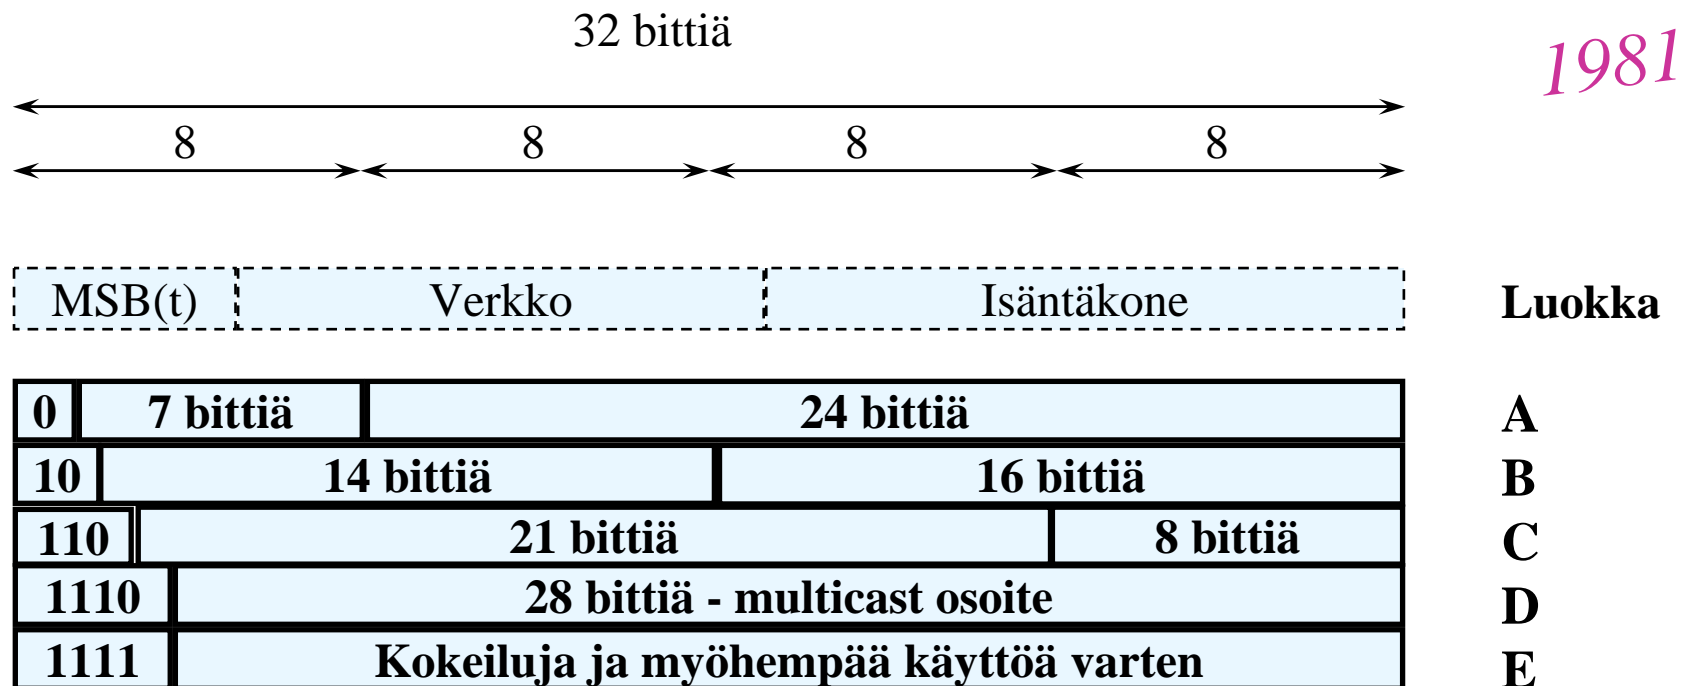 32 bittiä
1981
8 8 8 8
MSB(t) Verkko Isäntäkone Luokka
0 7 bittiä 24 bittiä A
10 14 bittiä 16 bittiä B
110 21 bittiä 8 bittiä C
1110 28 bittiä - multicast osoite D
1111 Kokeiluja ja myöhempää käyttöä varten E